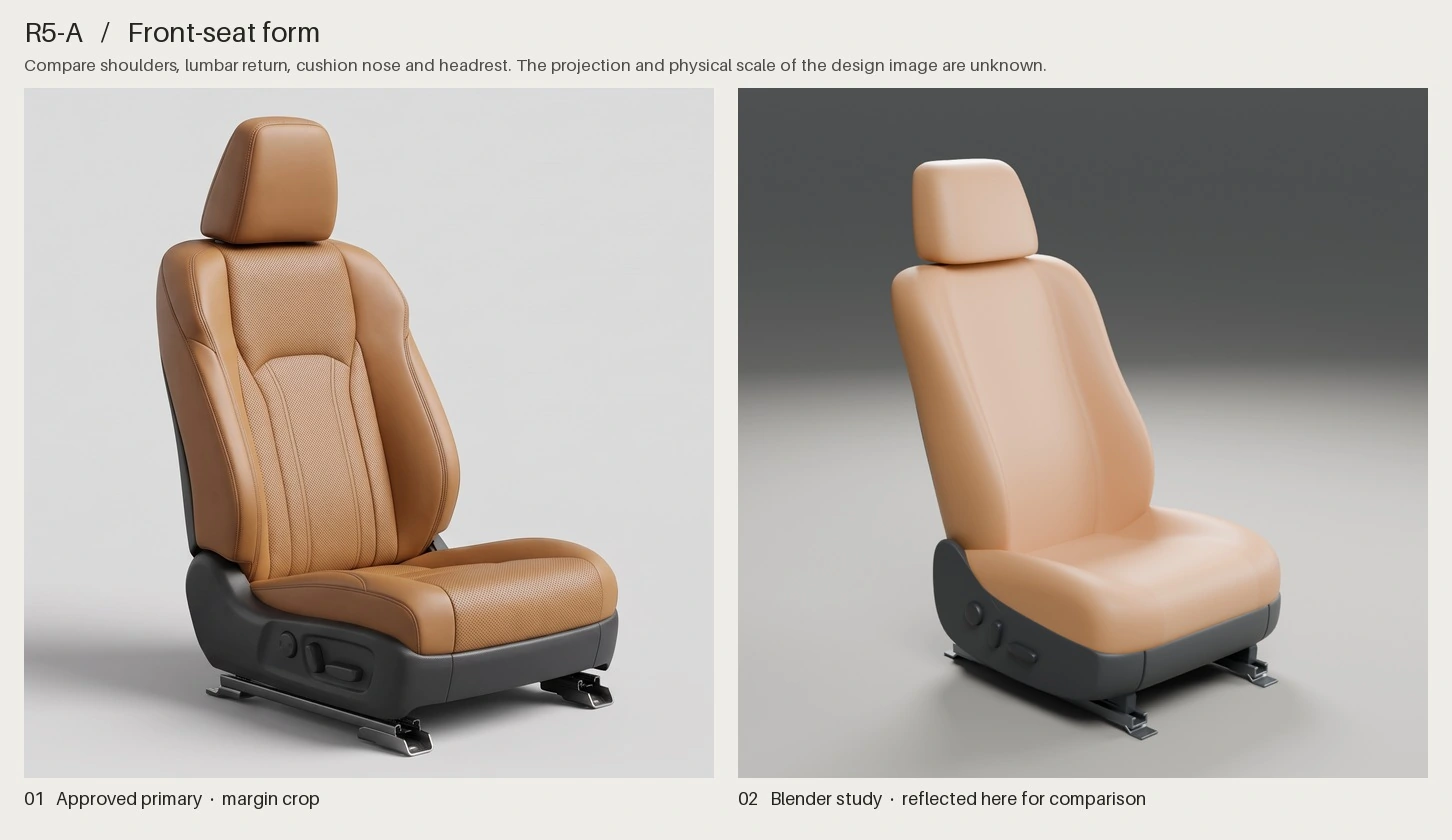 R5-A / Front-seat form
Compare shoulders, lumbar return, cushion nose and headrest. The projection and physical scale of the design image are unknown.
01 Approved primary · margin crop
02 Blender study · reflected here for comparison